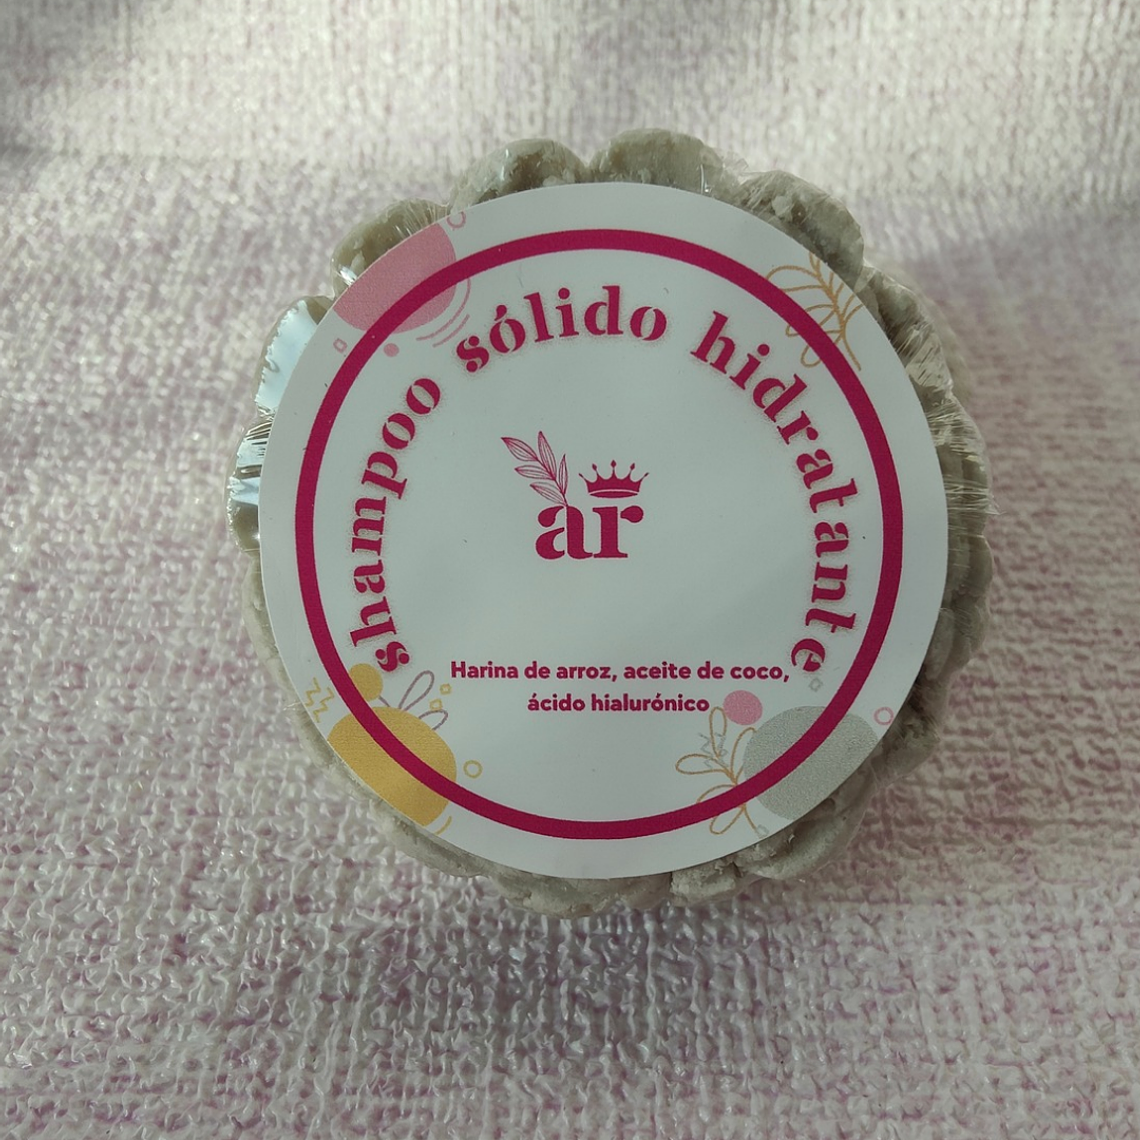 shampoo sólido hidratante
ar
Harina de arroz, aceite de coco,
ácido hialurónico